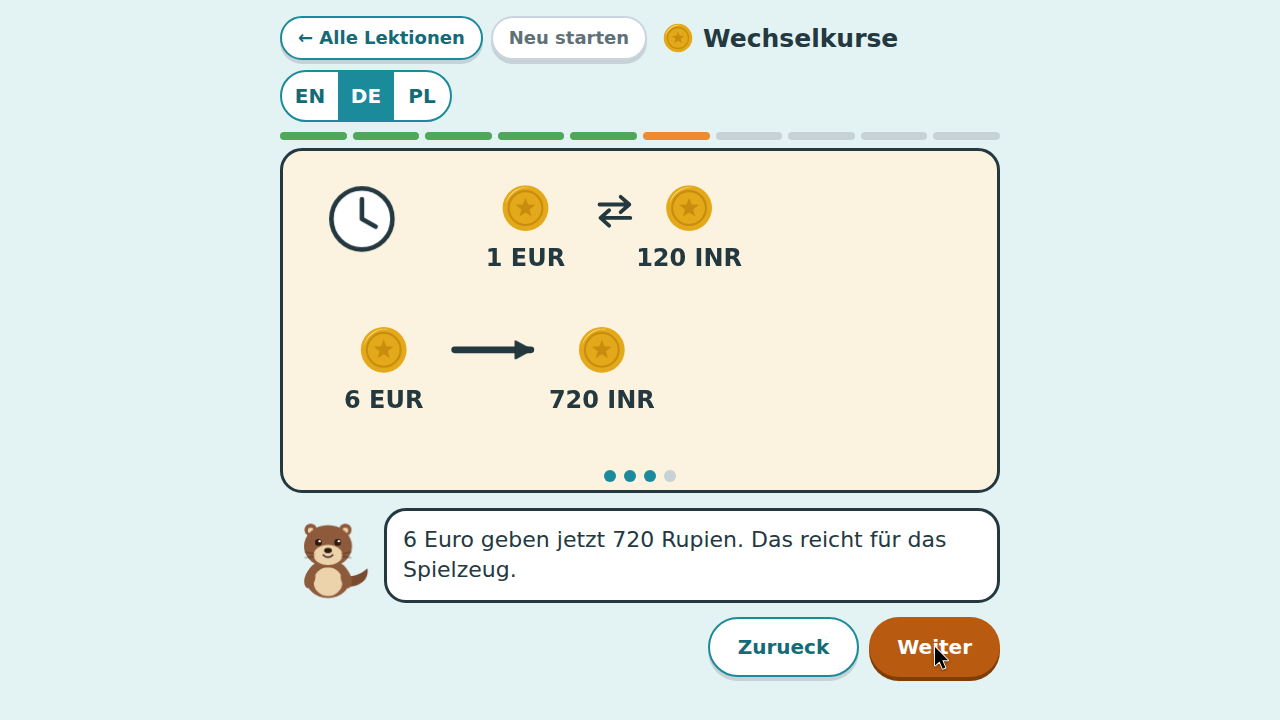 ← Alle Lektionen
Neu starten
Wechselkurse
EN DE PL
1 EUR
120 INR
6 EUR
720 INR
6 Euro geben jetzt 720 Rupien. Das reicht für das
Spielzeug.
Zurueck
Weiter